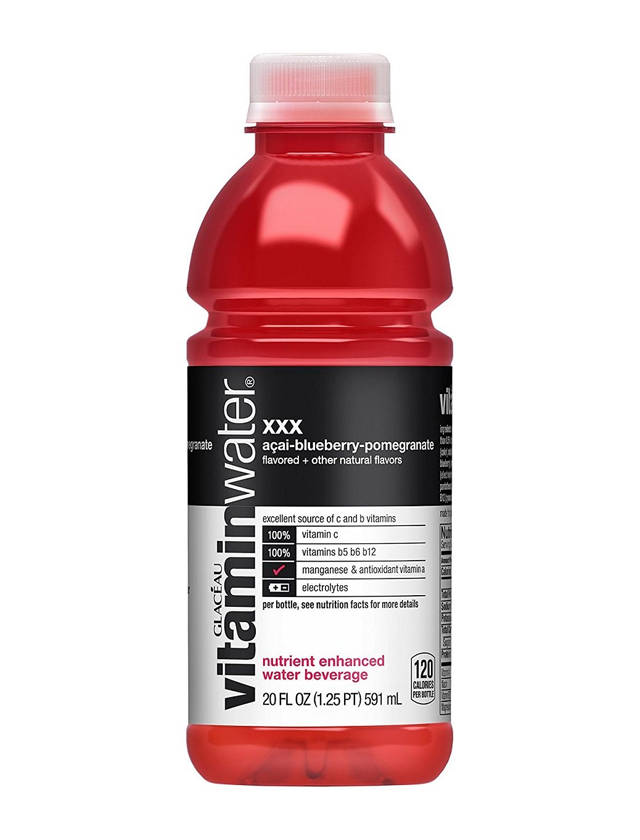 GLACÉAU
vitaminwater®
xxx
açai-blueberry-pomegranate
flavored + other natural flavors
excellent source of c and b vitamins
100% vitamin c
100% vitamins b5 b6 b12
✓ manganese & antioxidant vitamin a
+ - electrolytes
per bottle, see nutrition facts for more details
nutrient enhanced
water beverage
120
CALORIES
PER BOTTLE
20 FL OZ (1.25 PT) 591 mL